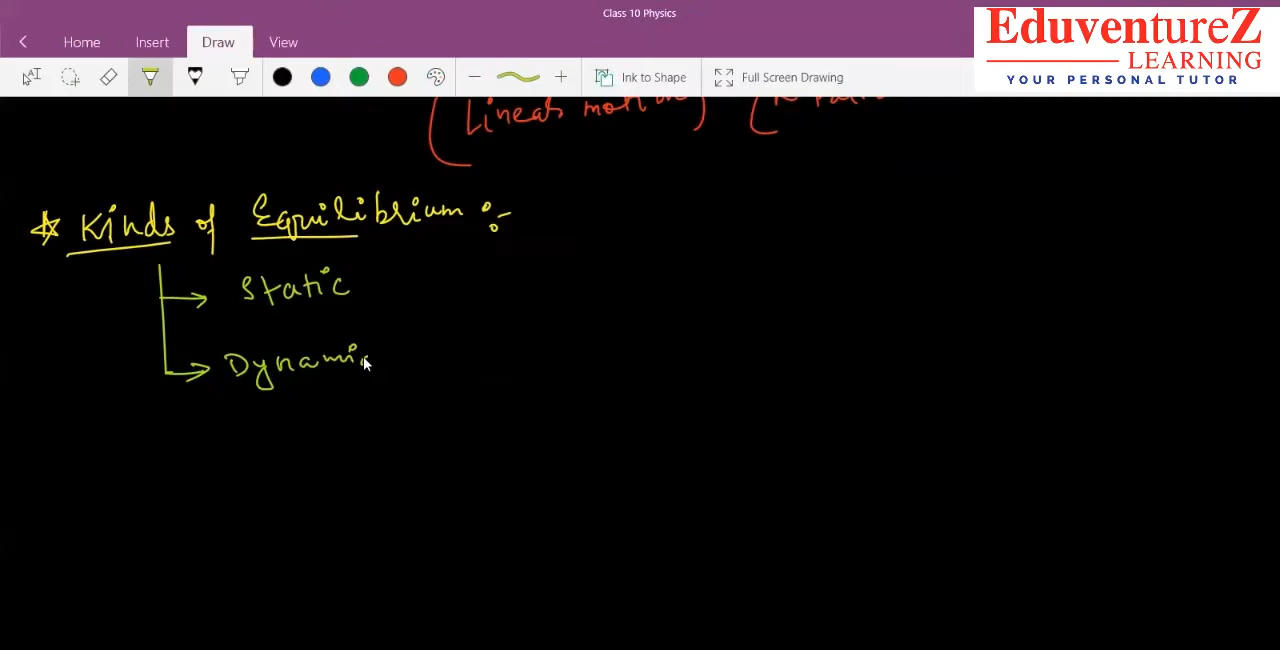 Class 10 Physics
Home Insert Draw View
EduventureZ
LEARNING
YOUR PERSONAL TUTOR
Ink to Shape Full Screen Drawing
(Linear motion)
☆ Kinds of Equilibrium :-
→ Static
→ Dynami